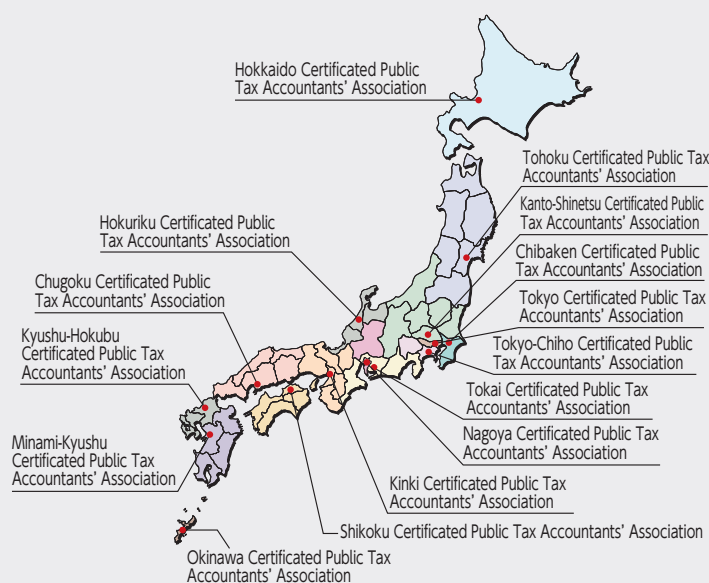 Hokkaido Certificated Public
Tax Accountants' Association
Tohoku Certificated Public Tax
Accountants' Association
Kanto-Shinetsu Certificated Public
Tax Accountants' Association
Hokuriku Certificated Public
Tax Accountants' Association
Chibaken Certificated Public
Tax Accountants' Association
Chugoku Certificated Public
Tax Accountants' Association
Tokyo Certificated Public Tax
Accountants' Association
Kyushu-Hokubu
Certificated Public Tax
Accountants' Association
Tokyo-Chiho Certificated Public
Tax Accountants' Association
Tokai Certificated Public Tax
Accountants' Association
Nagoya Certificated Public Tax
Accountants' Association
Minami-Kyushu
Certificated Public Tax
Accountants' Association
Kinki Certificated Public Tax
Accountants' Association
Shikoku Certificated Public Tax Accountants' Association
Okinawa Certificated Public Tax
Accountants' Association